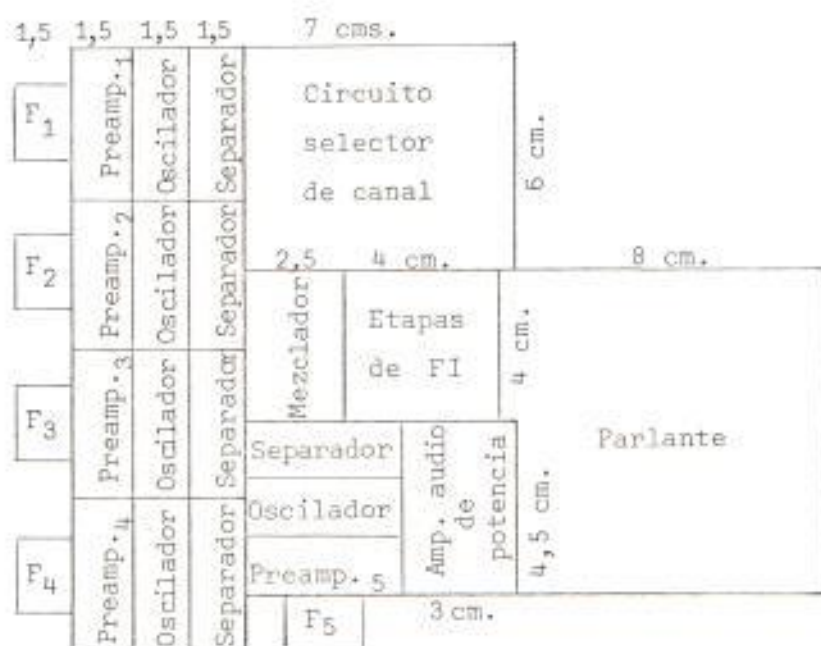 1,5 1,5 1,5 1,5 7 cms.
F1
Preamp.1
Oscilador
Separador
Circuito
selector
de canal
6 cm.
F2
Preamp.2
Oscilador
Separador
2,5 4 cm. 8 cm.
Mezclador
Etapas
de FI
4 cm.
F3
Preamp.3
Oscilador
Separador
Separador
Oscilador
Preamp. 5
Amp. audio
de
potencia
4,5 cm.
Parlante
F4
Preamp.4
Oscilador
Separador
F5
3 cm.